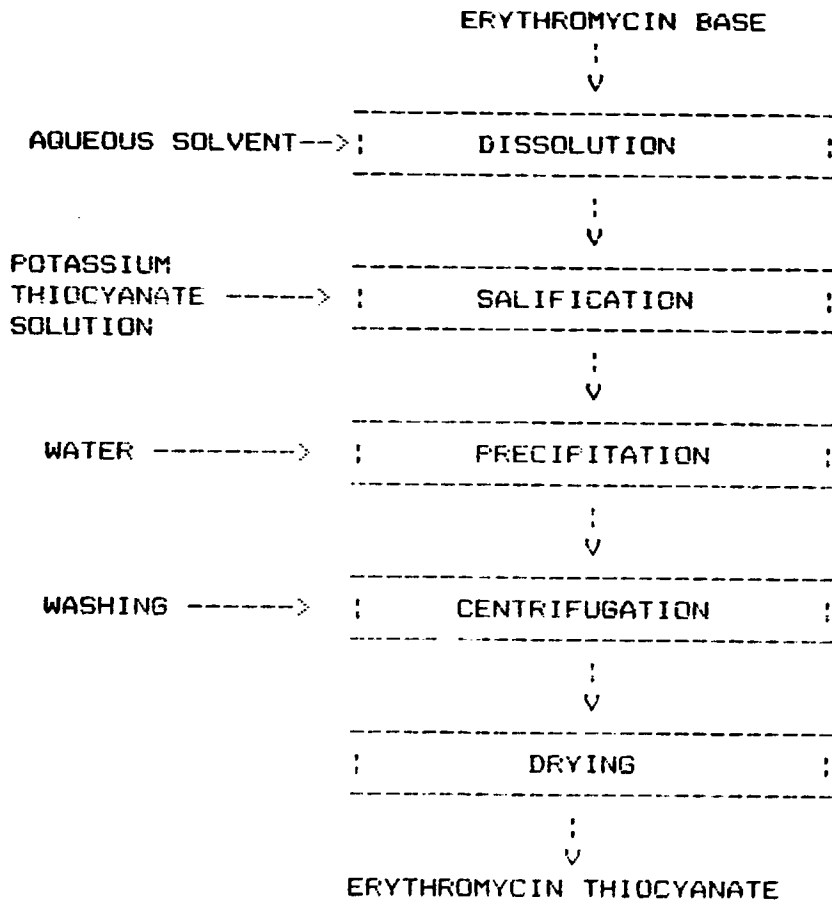 ERYTHROMYCIN BASE
AQUEOUS SOLVENT-->: DISSOLUTION :
POTASSIUM
THIOCYANATE -----> : SALIFICATION :
SOLUTION
WATER -------> : PRECIPITATION :
WASHING ------> : CENTRIFUGATION :
: DRYING :
ERYTHROMYCIN THIOCYANATE